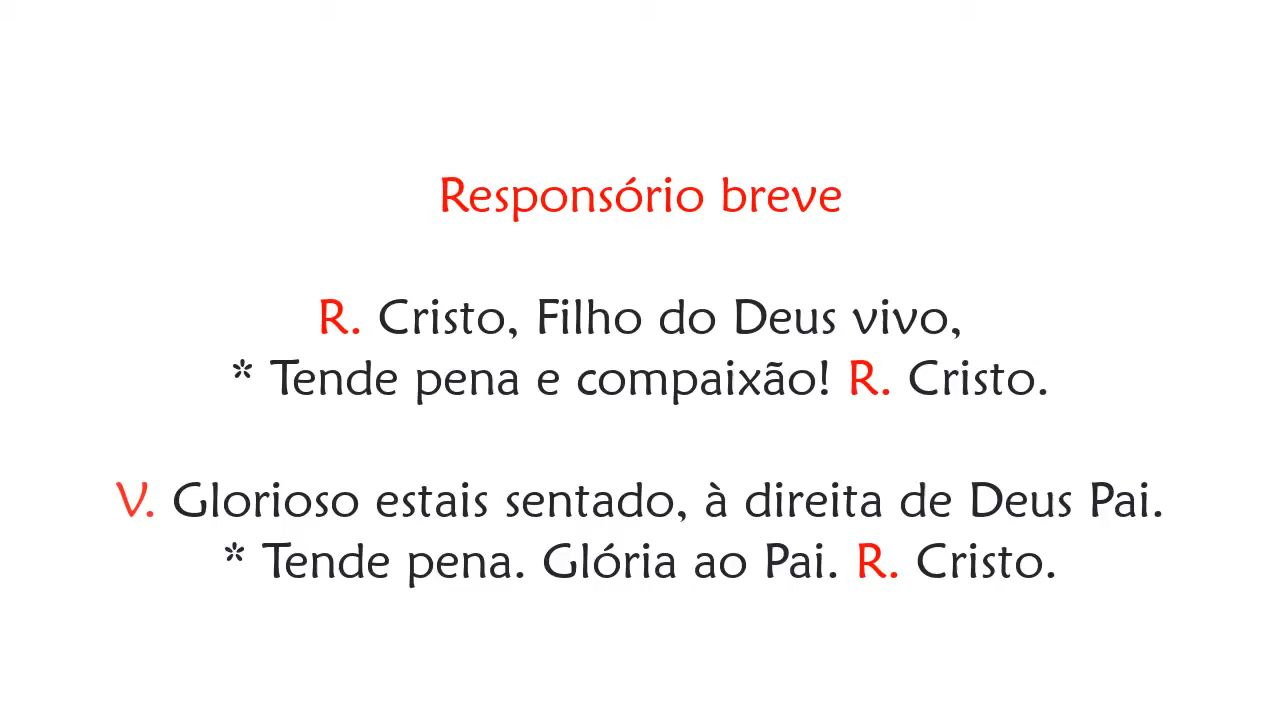 Responsório breve
R. Cristo, Filho do Deus vivo,
* Tende pena e compaixão! R. Cristo.
V. Glorioso estais sentado, à direita de Deus Pai.
* Tende pena. Glória ao Pai. R. Cristo.